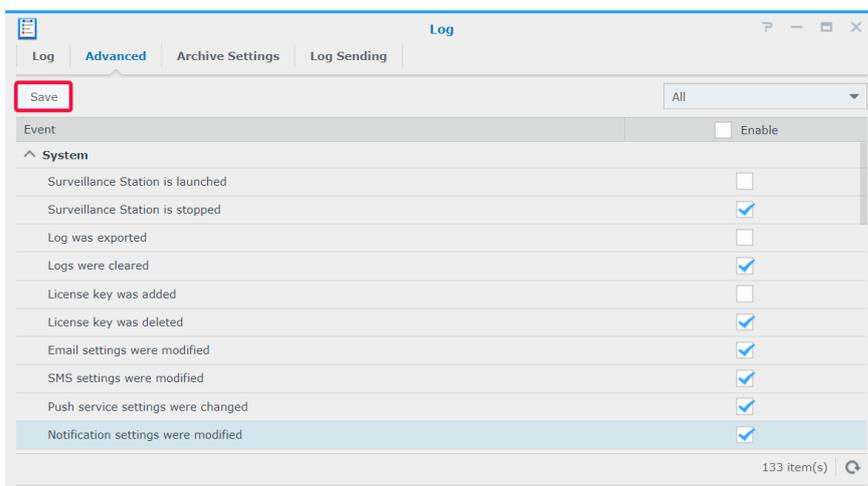 Log
Log Advanced Archive Settings Log Sending
Save All
Event Enable
System
Surveillance Station is launched
Surveillance Station is stopped
Log was exported
Logs were cleared
License key was added
License key was deleted
Email settings were modified
SMS settings were modified
Push service settings were changed
Notification settings were modified
133 item(s)